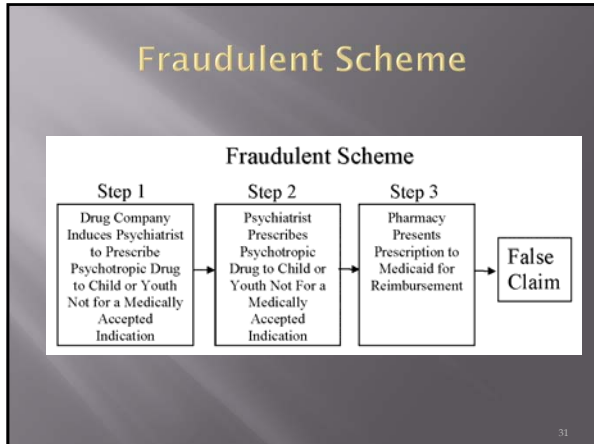 Fraudulent Scheme
Fraudulent Scheme
Step 1
Drug Company
Induces Psychiatrist
to Prescribe
Psychotropic Drug
to Child or Youth
Not for a Medically
Accepted
Indication
Step 2
Psychiatrist
Prescribes
Psychotropic
Drug to Child or
Youth Not For a
Medically
Accepted
Indication
Step 3
Pharmacy
Presents
Prescription to
Medicaid for
Reimbursement
False
Claim
31